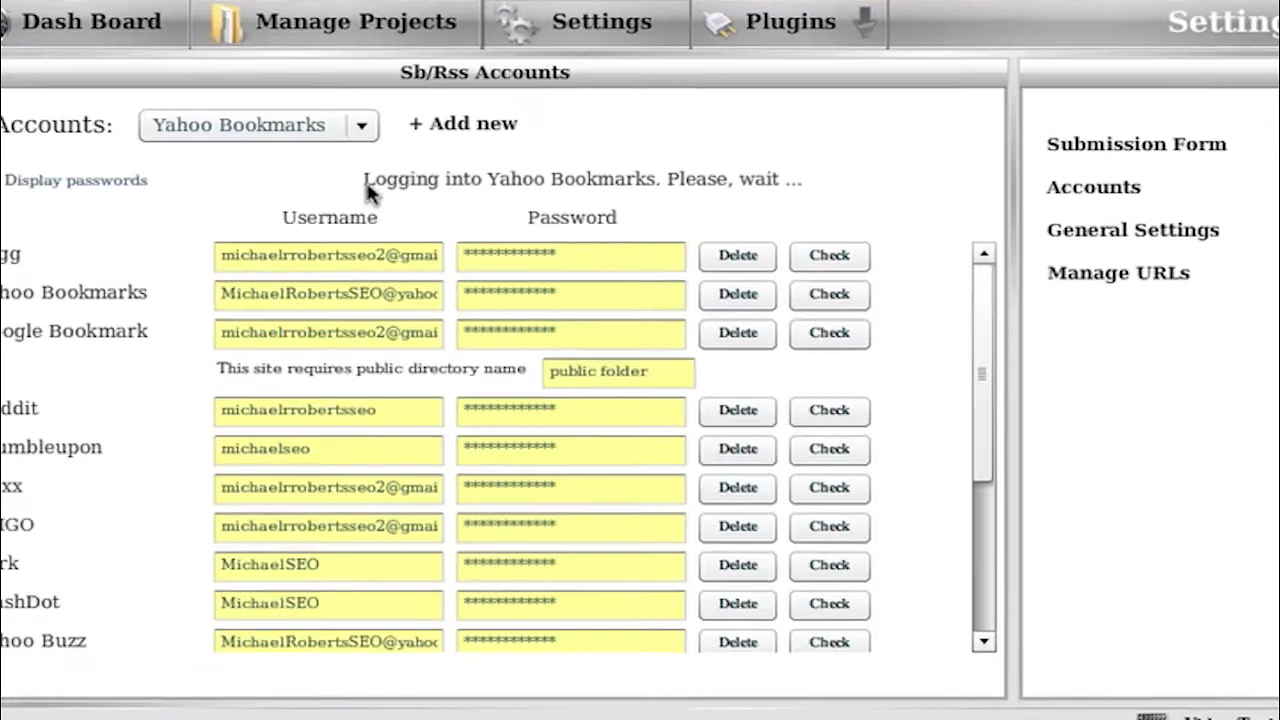 Dash Board Manage Projects Settings Plugins Setting
Sb/Rss Accounts
Accounts: Yahoo Bookmarks + Add new
Display passwords Logging into Yahoo Bookmarks. Please, wait ...
Username Password
gg michaelrrobertsseo2@gmai ************ Delete Check
hoo Bookmarks MichaelRobertsSEO@yahoo ************ Delete Check
ogle Bookmark michaelrrobertsseo2@gmai ************ Delete Check
This site requires public directory name public folder
ddit michaelrrobertsseo ************ Delete Check
umbleupon michaelseo ************ Delete Check
xx michaelrrobertsseo2@gmai ************ Delete Check
IGO michaelrrobertsseo2@gmai ************ Delete Check
rk MichaelSEO ************ Delete Check
ashDot MichaelSEO ************ Delete Check
hoo Buzz MichaelRobertsSEO@yahoo ************ Delete Check
Submission Form
Accounts
General Settings
Manage URLs